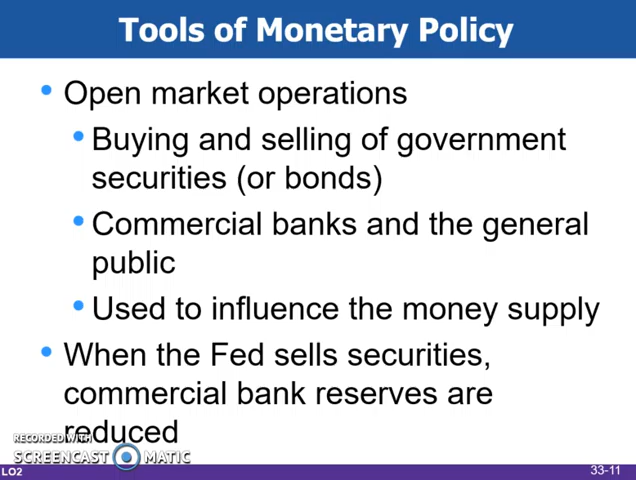 Tools of Monetary Policy
• Open market operations
• Buying and selling of government
securities (or bonds)
• Commercial banks and the general
public
• Used to influence the money supply
• When the Fed sells securities,
commercial bank reserves are
reduced
RECORDED WITH
SCREENCAST MATIC
LO2
33-11